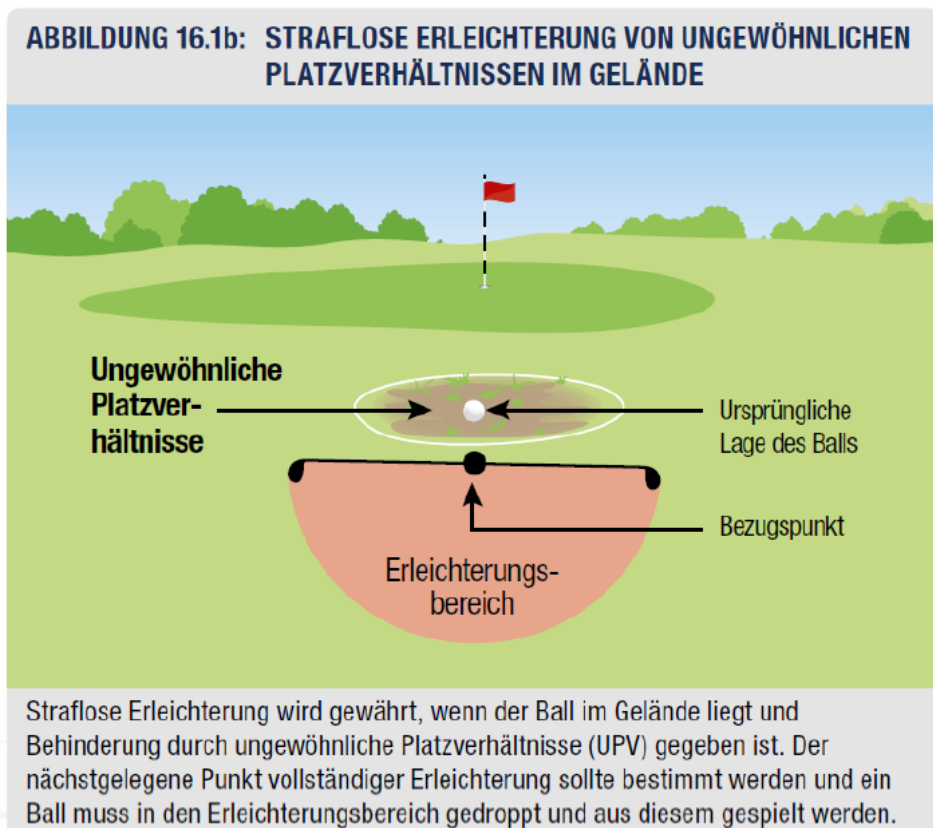 ABBILDUNG 16.1b: STRAFLOSE ERLEICHTERUNG VON UNGEWÖHNLICHEN
PLATZVERHÄLTNISSEN IM GELÄNDE
Ungewöhnliche
Platzver-
hältnisse
Ursprüngliche
Lage des Balls
Bezugspunkt
Erleichterungs-
bereich
Straflose Erleichterung wird gewährt, wenn der Ball im Gelände liegt und
Behinderung durch ungewöhnliche Platzverhältnisse (UPV) gegeben ist. Der
nächstgelegene Punkt vollständiger Erleichterung sollte bestimmt werden und ein
Ball muss in den Erleichterungsbereich gedroppt und aus diesem gespielt werden.